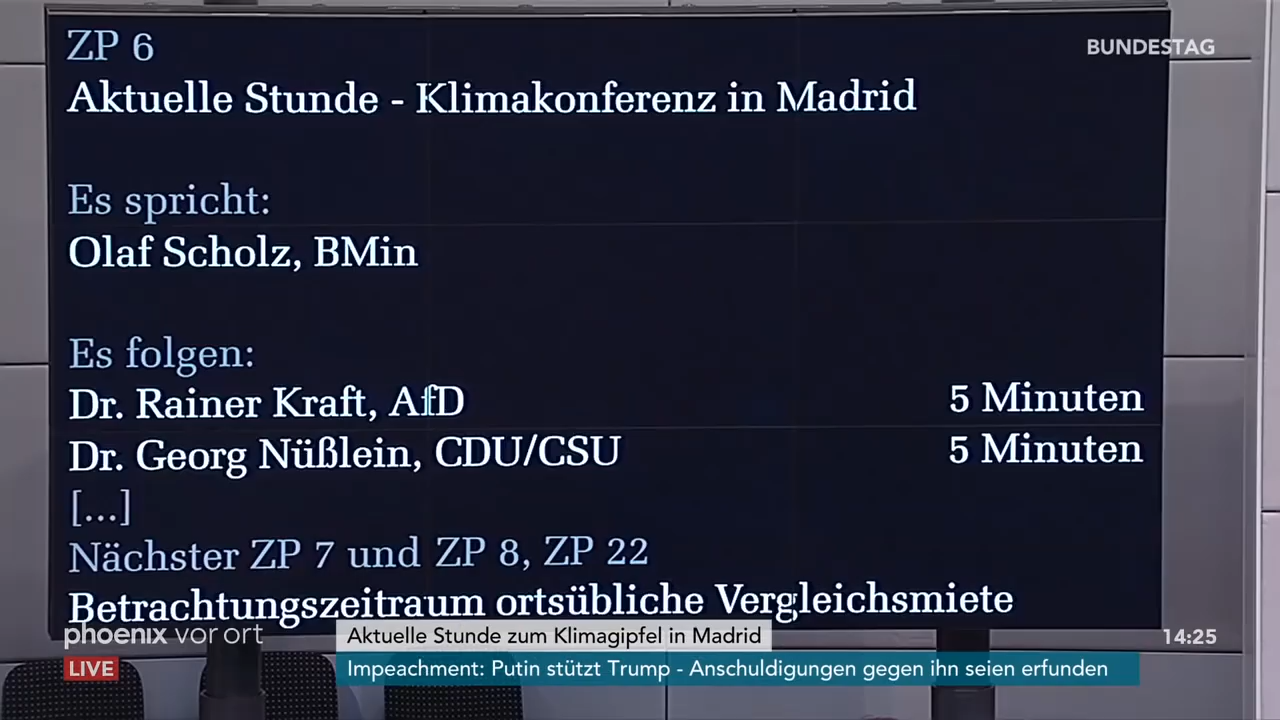 BUNDESTAG
ZP 6
Aktuelle Stunde - Klimakonferenz in Madrid
Es spricht:
Olaf Scholz, BMin
Es folgen:
Dr. Rainer Kraft, AfD 5 Minuten
Dr. Georg Nüßlein, CDU/CSU 5 Minuten
[...]
Nächster ZP 7 und ZP 8, ZP 22
Betrachtungszeitraum ortsübliche Vergleichsmiete
phoenix vor ort
Aktuelle Stunde zum Klimagipfel in Madrid
14:25
LIVE
Impeachment: Putin stützt Trump - Anschuldigungen gegen ihn seien erfunden